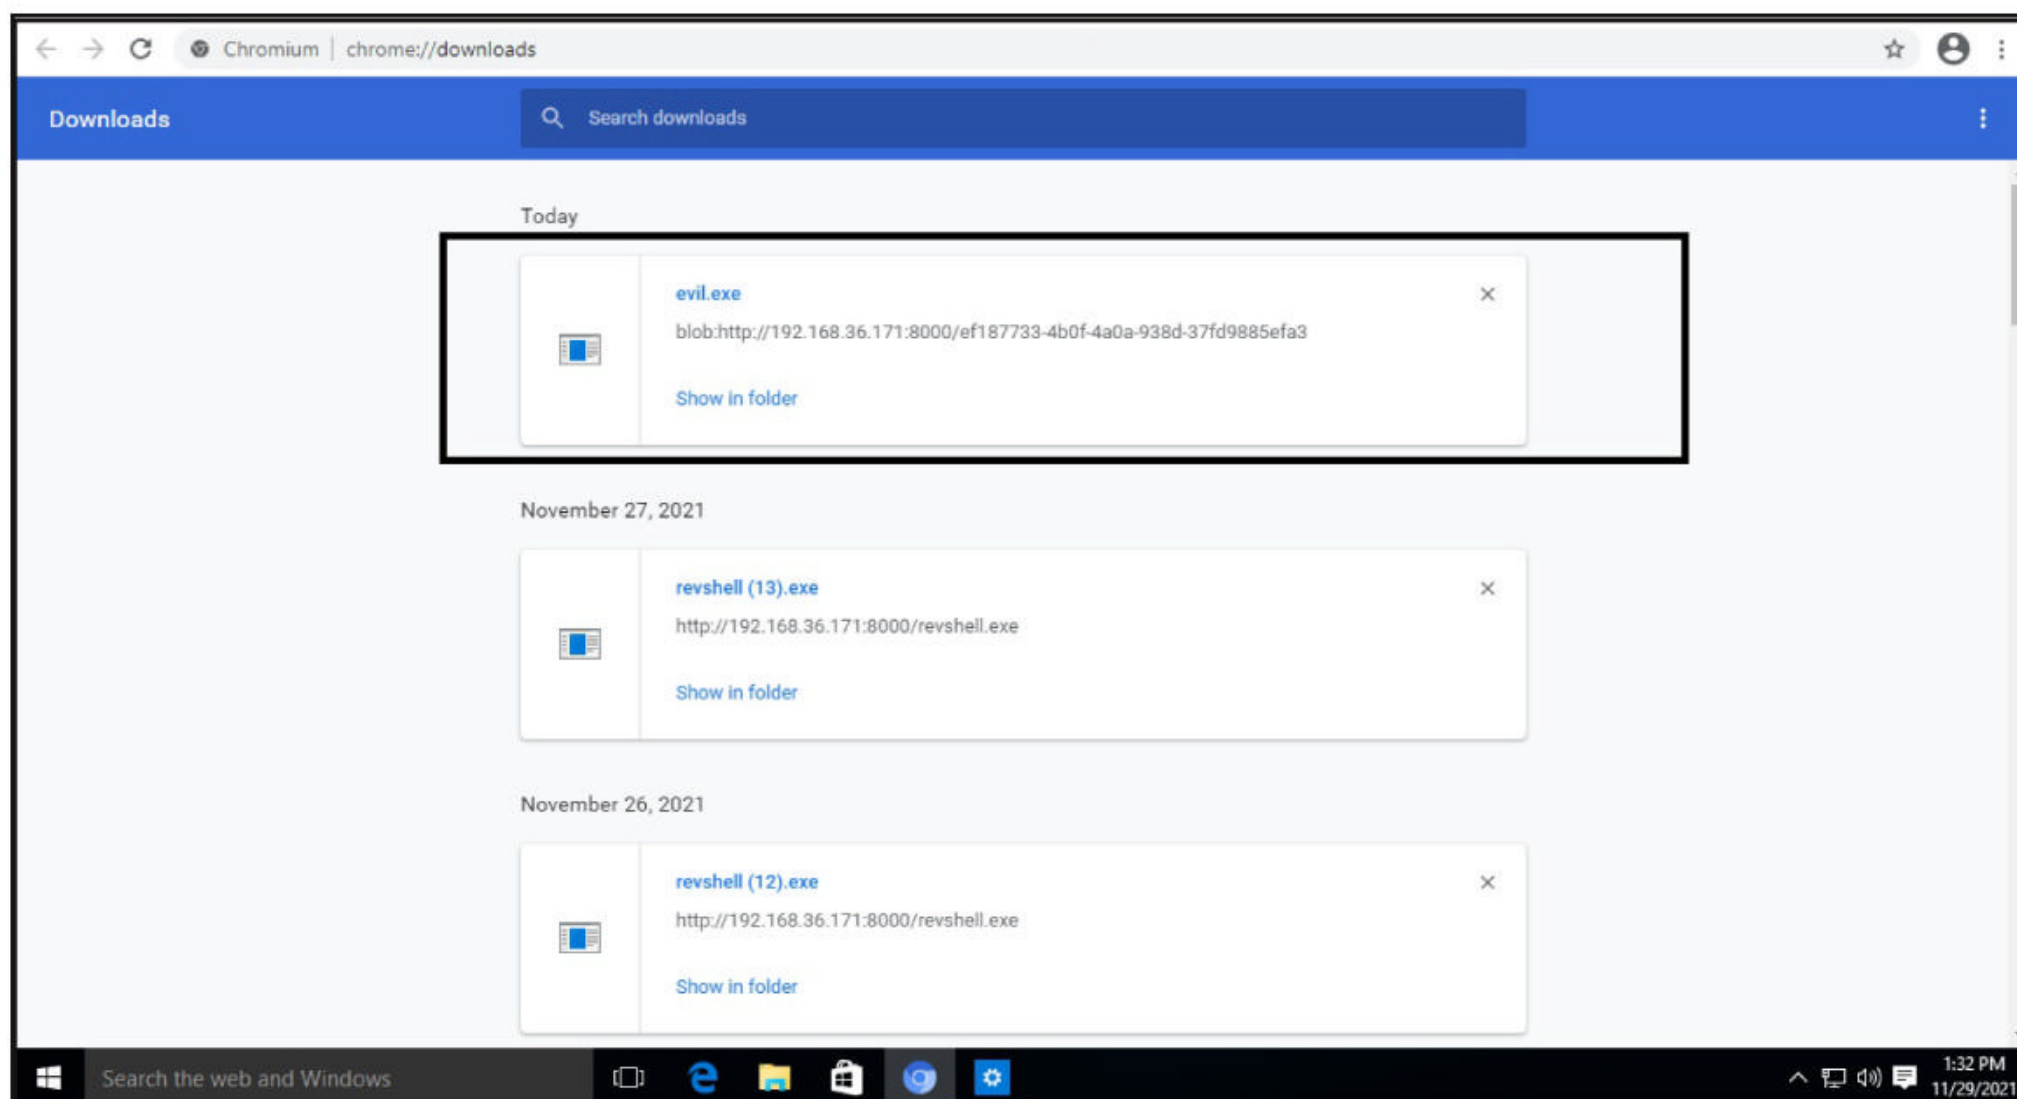 Chromium | chrome://downloads
Downloads
Search downloads
Today
evil.exe
blob:http://192.168.36.171:8000/ef187733-4b0f-4a0a-938d-37fd9885efa3
Show in folder
November 27, 2021
revshell (13).exe
http://192.168.36.171:8000/revshell.exe
Show in folder
November 26, 2021
revshell (12).exe
http://192.168.36.171:8000/revshell.exe
Show in folder
Search the web and Windows
1:32 PM
11/29/2021